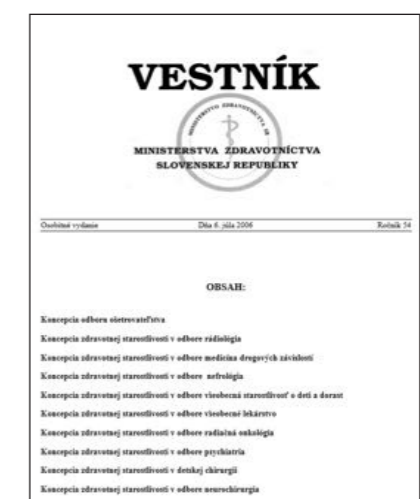 VESTNÍK
MINISTERSTVO ZDRAVOTNÍCTVA SR
MINISTERSTVA ZDRAVOTNÍCTVA
SLOVENSKEJ REPUBLIKY
Osobitné vydanie Dňa 6. júla 2006 Ročník 54
OBSAH:
Koncepcia odboru ošetrovateľstva
Koncepcia zdravotnej starostlivosti v odbore rádiológia
Koncepcia zdravotnej starostlivosti v odbore medicína drogových závislostí
Koncepcia zdravotnej starostlivosti v odbore nefrológia
Koncepcia zdravotnej starostlivosti v odbore všeobecná starostlivosť o deti a dorast
Koncepcia zdravotnej starostlivosti v odbore všeobecné lekárstvo
Koncepcia zdravotnej starostlivosti v odbore radiačná onkológia
Koncepcia zdravotnej starostlivosti v odbore psychiatria
Koncepcia zdravotnej starostlivosti v detskej chirurgii
Koncepcia zdravotnej starostlivosti v odbore neurochirurgia